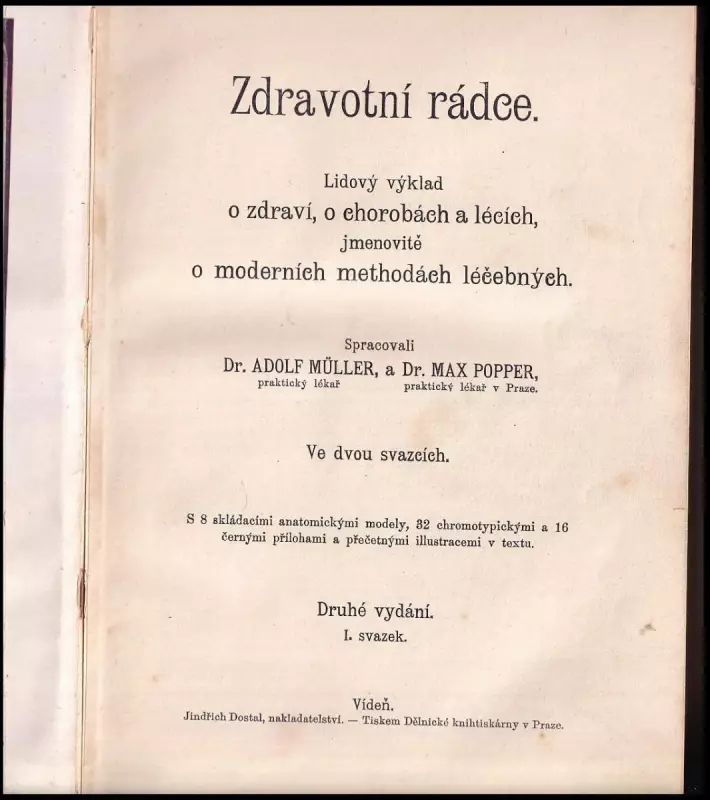 Zdravotní rádce.
Lidový výklad
o zdraví, o chorobách a lécích,
jmenovitě
o moderních methodách léčebných.
Spracovali
Dr. ADOLF MÜLLER, a Dr. MAX POPPER,
praktický lékař praktický lékař v Praze.
Ve dvou svazcích.
S 8 skládacími anatomickými modely, 32 chromotypickými a 16
černými přílohami a přečetnými illustracemi v textu.
Druhé vydání.
I. svazek.
Vídeň.
Jindřich Dostal, nakladatelství. — Tiskem Dělnické knihtiskárny v Praze.